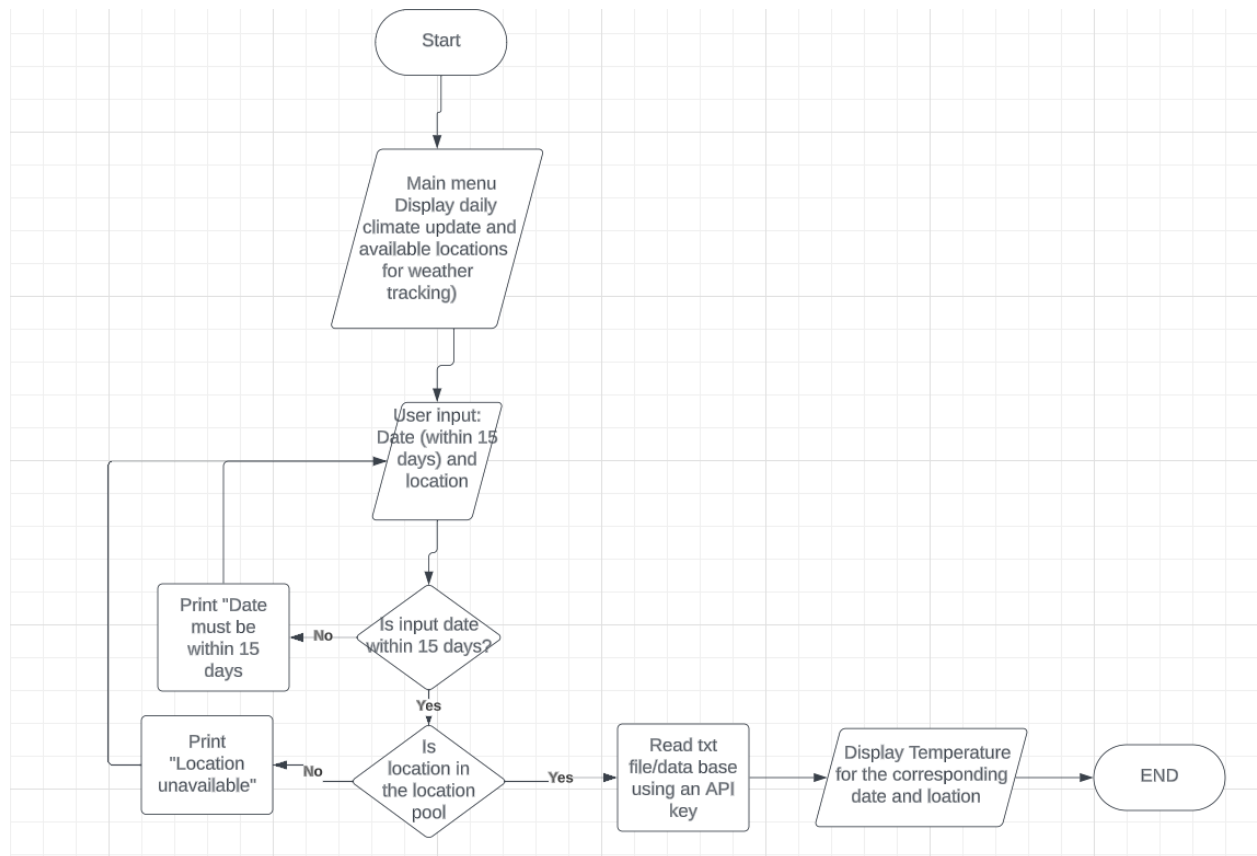 Start
Main menu
Display daily
climate update and
available locations
for weather
tracking)
User input:
Date (within 15
days) and
location
Print "Date
must be
within 15
days
No
Is input date
within 15 days?
Yes
Print
"Location
unavailable"
No
Is
location in
the location
pool
Yes
Read txt
file/data base
using an API
key
Display Temperature
for the corresponding
date and loation
END